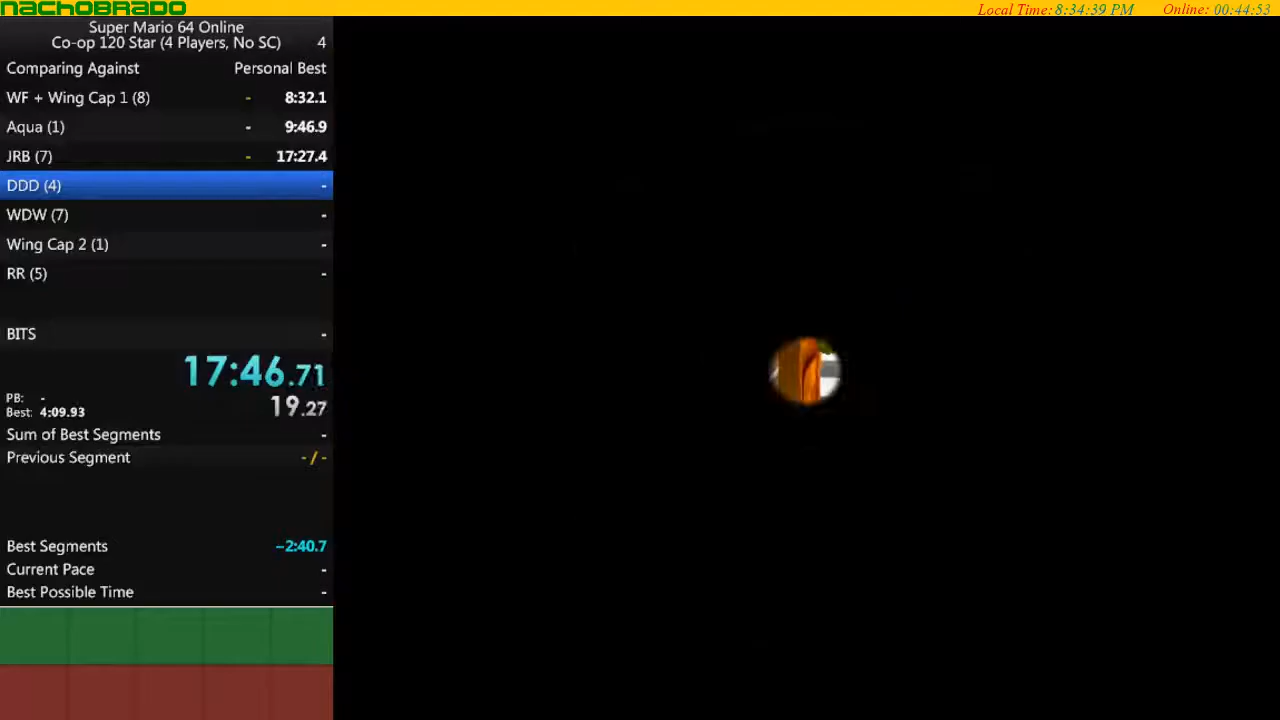 NACHOBRADO
Local Time: 8:34:39 PM Online: 00:44:53
Super Mario 64 Online
Co-op 120 Star (4 Players, No SC) 4
Comparing Against Personal Best
WF + Wing Cap 1 (8) - 8:32.1
Aqua (1) - 9:46.9
JRB (7) - 17:27.4
DDD (4) -
WDW (7) -
Wing Cap 2 (1) -
RR (5) -
BITS -
17:46.71
PB: -
Best: 4:09.93 19.27
Sum of Best Segments -
Previous Segment - / -
Best Segments −2:40.7
Current Pace -
Best Possible Time -